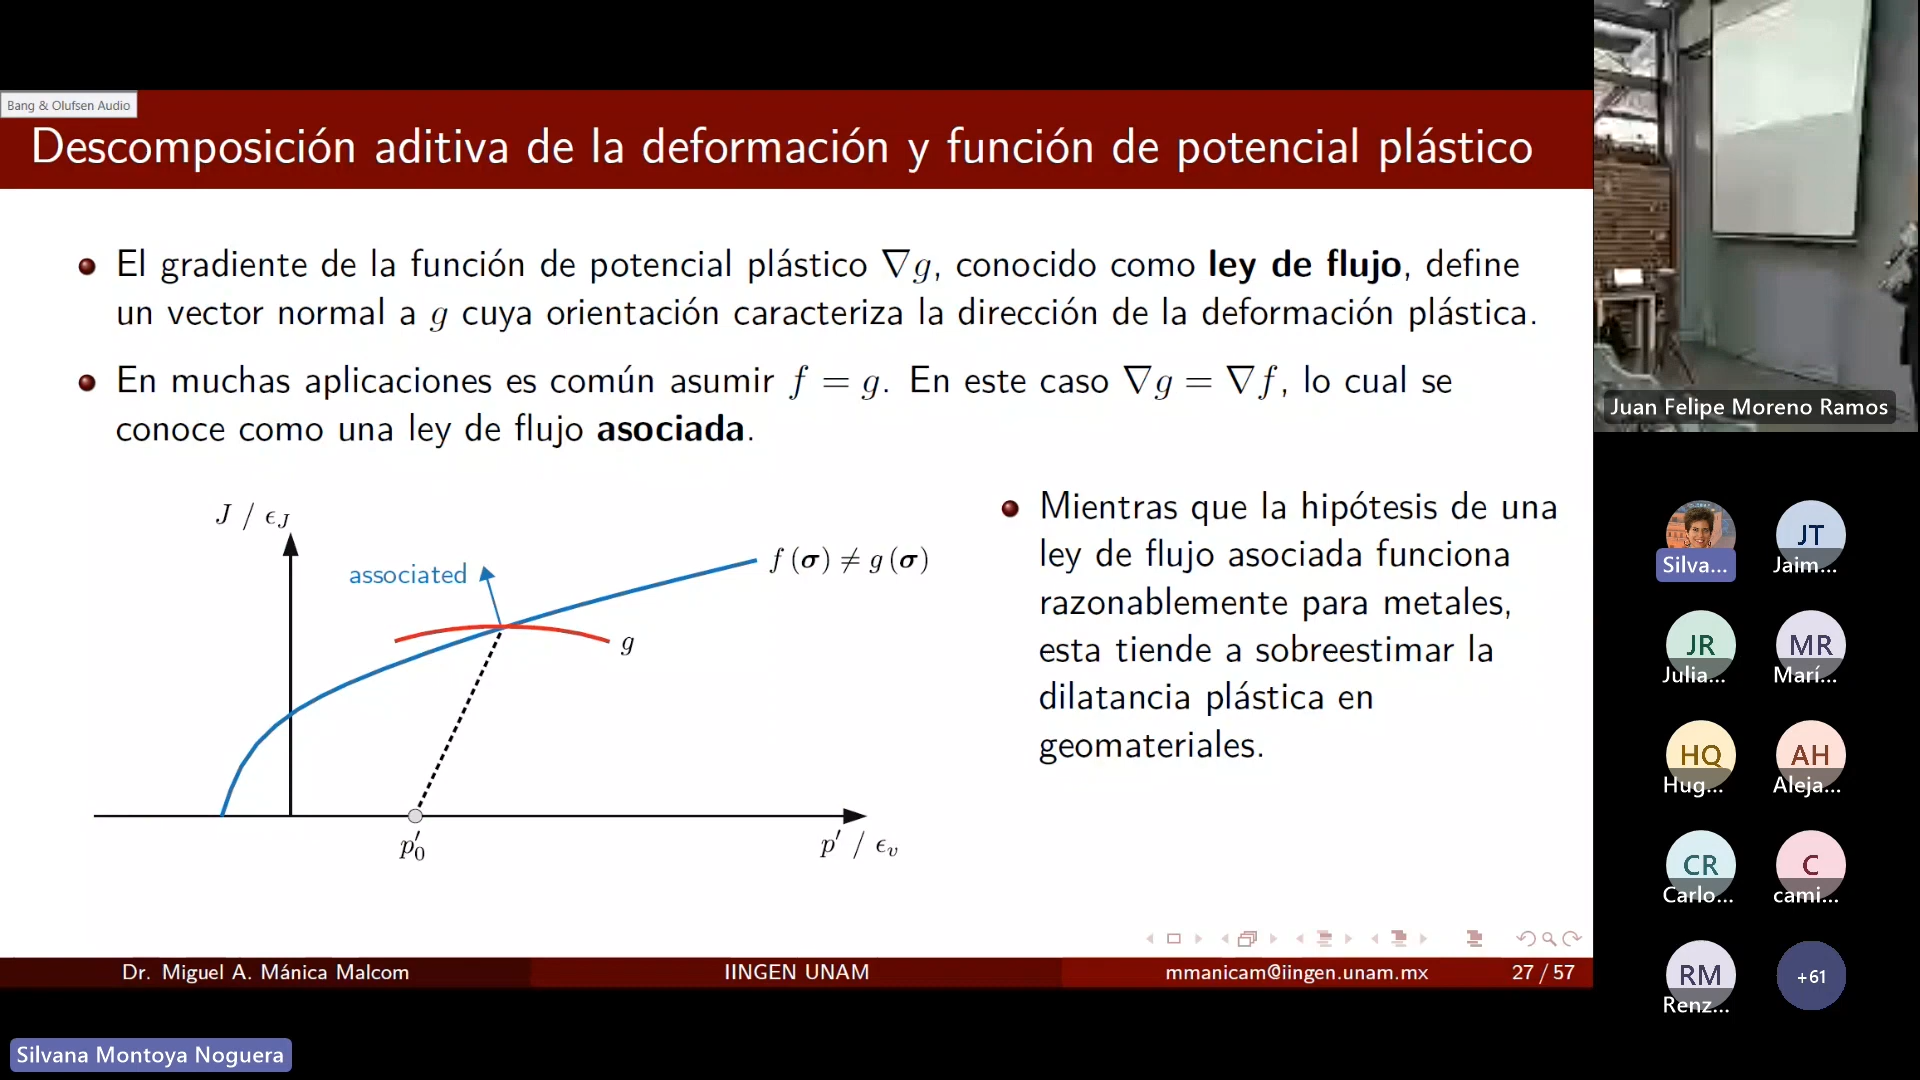 Bang & Olufsen Audio
Descomposición aditiva de la deformación y función de potencial plástico
El gradiente de la función de potencial plástico ∇g, conocido como ley de flujo, define
un vector normal a g cuya orientación caracteriza la dirección de la deformación plástica.
En muchas aplicaciones es común asumir f = g. En este caso ∇g = ∇f, lo cual se
conoce como una ley de flujo asociada.
J / ϵ_J
associated
f (σ) ≠ g (σ)
g
p′_0
p′ / ϵ_v
Mientras que la hipótesis de una
ley de flujo asociada funciona
razonablemente para metales,
esta tiende a sobreestimar la
dilatancia plástica en
geomateriales.
Dr. Miguel A. Mánica Malcom IINGEN UNAM mmanicam@iingen.unam.mx 27 / 57
Silvana Montoya Noguera
Juan Felipe Moreno Ramos
Silva...
JT
Jaim...
JR
Julia...
MR
Marí...
HQ
Hug...
AH
Aleja...
CR
Carlo...
C
cami...
RM
Renz...
+61